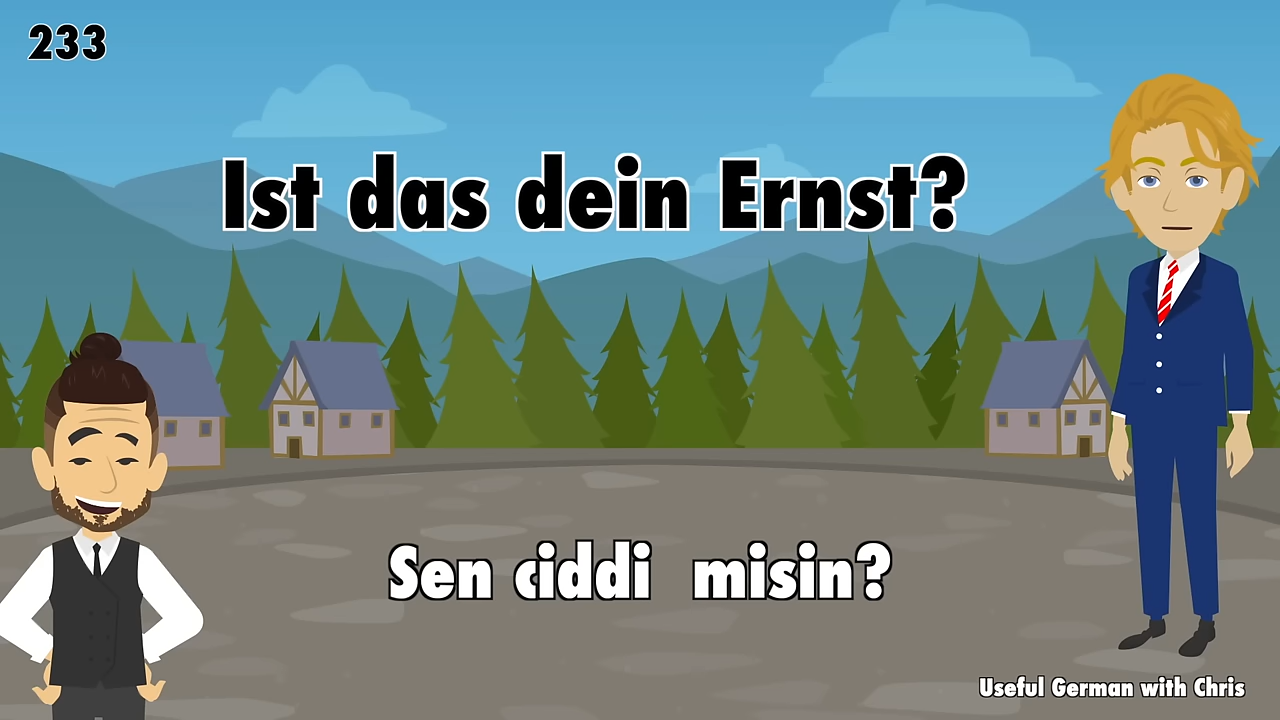 233
Ist das dein Ernst?
Sen ciddi misin?
Useful German with Chris